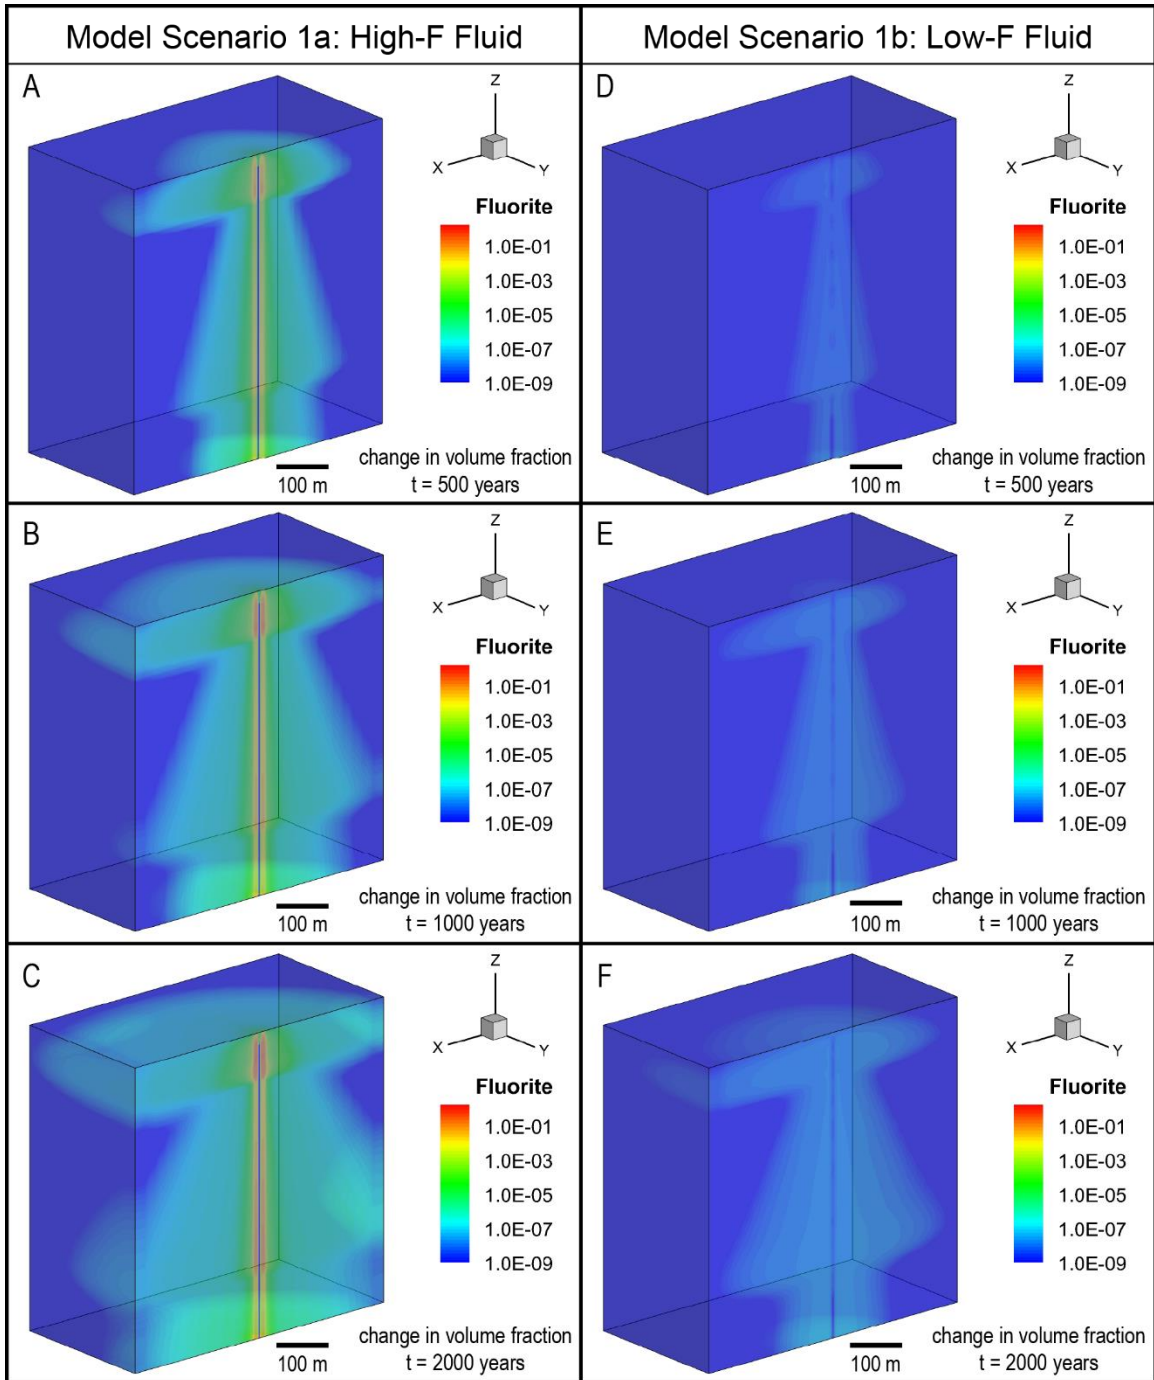 Model Scenario 1a: High-F Fluid
Model Scenario 1b: Low-F Fluid
A
Z
X
Y
Fluorite
1.0E-01
1.0E-03
1.0E-05
1.0E-07
1.0E-09
100 m
change in volume fraction
t = 500 years
D
Z
X
Y
Fluorite
1.0E-01
1.0E-03
1.0E-05
1.0E-07
1.0E-09
100 m
change in volume fraction
t = 500 years
B
Z
X
Y
Fluorite
1.0E-01
1.0E-03
1.0E-05
1.0E-07
1.0E-09
100 m
change in volume fraction
t = 1000 years
E
Z
X
Y
Fluorite
1.0E-01
1.0E-03
1.0E-05
1.0E-07
1.0E-09
100 m
change in volume fraction
t = 1000 years
C
Z
X
Y
Fluorite
1.0E-01
1.0E-03
1.0E-05
1.0E-07
1.0E-09
100 m
change in volume fraction
t = 2000 years
F
Z
X
Y
Fluorite
1.0E-01
1.0E-03
1.0E-05
1.0E-07
1.0E-09
100 m
change in volume fraction
t = 2000 years